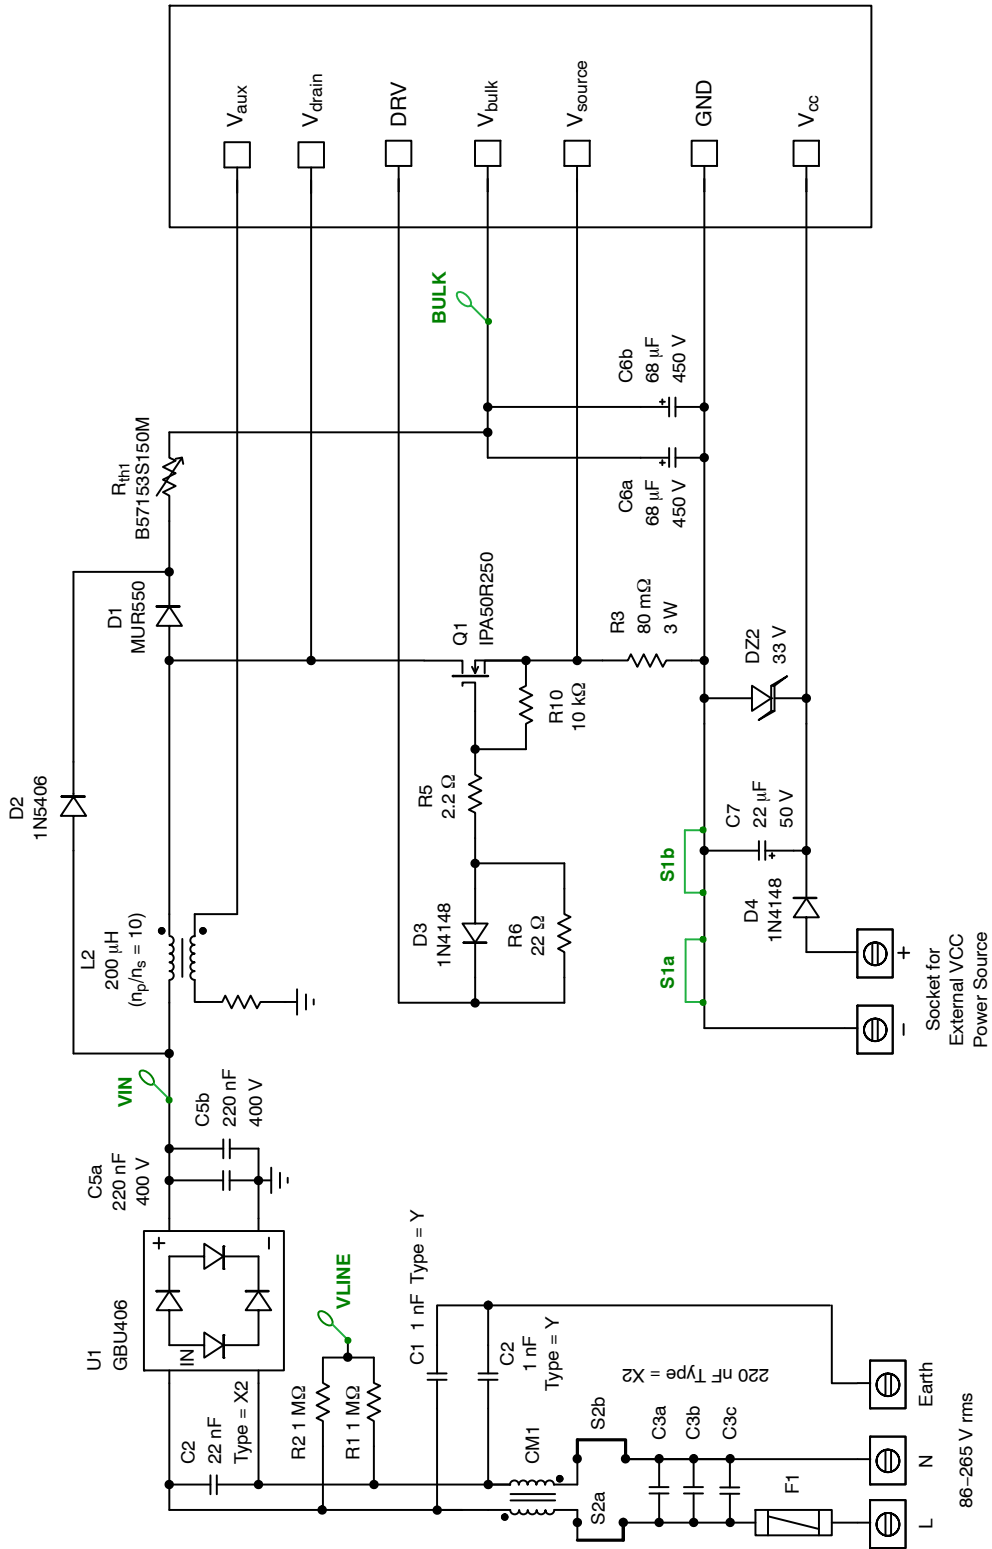 D2
1N5406
L2
200 µH
(np/ns = 10)
D1
MUR550
Rth1
B57153S150M
Vaux
Vdrain
DRV
Vbulk
Vsource
GND
Vcc
BULK
C6a
68 µF
450 V
C6b
68 µF
450 V
Q1
IPA50R250
R10
10 kΩ
R5
2.2 Ω
D3
1N4148
R6
22 Ω
R3
80 mΩ
3 W
DZ2
33 V
C7
22 µF
50 V
D4
1N4148
S1a
S1b
+
−
Socket for
External VCC
Power Source
VIN
C5a
220 nF
400 V
C5b
220 nF
400 V
U1
GBU406
+
−
IN
C2
22 nF
Type = X2
R2 1 MΩ
R1 1 MΩ
VLINE
C1 1 nF Type = Y
C2
1 nF
Type = Y
CM1
S2a
S2b
220 nF Type = X2
C3a
C3b
C3c
F1
L
N
Earth
86–265 V rms